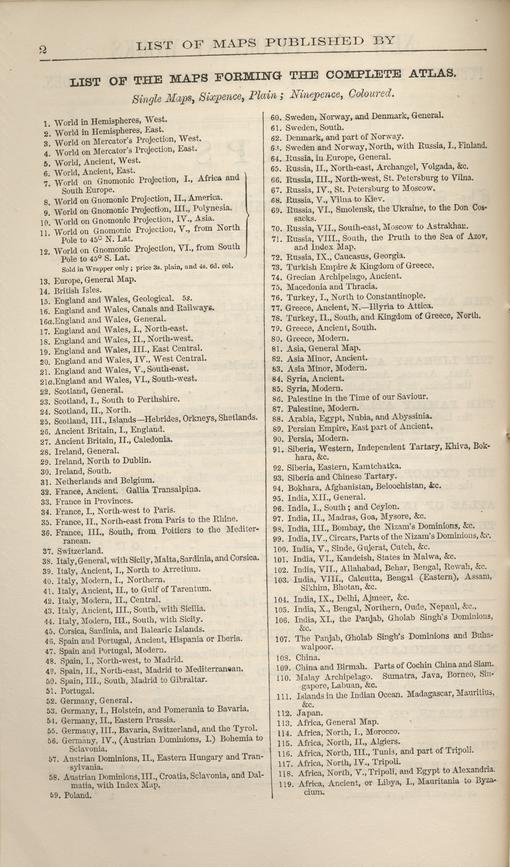 2
LIST OF MAPS PUBLISHED BY
LIST OF THE MAPS FORMING THE COMPLETE ATLAS.
Single Maps, Sixpence, Plain; Ninepence, Coloured.
1. World in Hemispheres, West.
2. World in Hemispheres, East.
3. World on Mercator's Projection, West.
4. World on Mercator's Projection, East.
5. World, Ancient, West.
6. World, Ancient, East.
7. World on Gnomonic Projection, I., Africa and
South Europe.
8. World on Gnomonic Projection, II., America.
9. World on Gnomonic Projection, III., Polynesia.
10. World on Gnomonic Projection, IV., Asia.
11. World on Gnomonic Projection, V., from North
Pole to 45° N. Lat.
12. World on Gnomonic Projection, VI., from South
Pole to 45° S. Lat.
Sold in Wrapper only; price 3s. plain, and 4s. 6d. col.
13. Europe, General Map.
14. British Isles.
15. England and Wales, Geological. 5s.
16. England and Wales, Canals and Railways.
16a. England and Wales, General.
17. England and Wales, I., North-east.
18. England and Wales, II., North-west.
19. England and Wales, III., East Central.
20. England and Wales, IV., West Central.
21. England and Wales, V., South-east.
21a. England and Wales, VI., South-west.
22. Scotland, General.
23. Scotland, I., South to Perthshire.
24. Scotland, II., North.
25. Scotland, III., Islands—Hebrides, Orkneys, Shetlands.
26. Ancient Britain, I., England.
27. Ancient Britain, II., Caledonia.
28. Ireland, General.
29. Ireland, North to Dublin.
30. Ireland, South.
31. Netherlands and Belgium.
32. France, Ancient. Gallia Transalpina.
33. France in Provinces.
34. France, I., North-west to Paris.
35. France, II., North-east from Paris to the Rhine.
36. France, III., South, from Poitiers to the Mediter-
ranean.
37. Switzerland.
38. Italy, General, with Sicily, Malta, Sardinia, and Corsica.
39. Italy, Ancient, I., North to Arretium.
40. Italy, Modern, I., Northern.
41. Italy, Ancient, II., to Gulf of Tarentum.
42. Italy, Modern, II., Central.
43. Italy, Ancient, III., South, with Sicilia.
44. Italy, Modern, III., South, with Sicily.
45. Corsica, Sardinia, and Balearic Islands.
46. Spain and Portugal, Ancient, Hispania or Iberia.
47. Spain and Portugal, Modern.
48. Spain, I., North-west, to Madrid.
49. Spain, II., North-east, Madrid to Mediterranean.
50. Spain, III., South, Madrid to Gibraltar.
51. Portugal.
52. Germany, General.
53. Germany, I., Holstein, and Pomerania to Bavaria.
54. Germany, II., Eastern Prussia.
55. Germany, III., Bavaria, Switzerland, and the Tyrol.
56. Germany, IV., (Austrian Dominions, I.) Bohemia to
Sclavonia.
57. Austrian Dominions, II., Eastern Hungary and Tran-
sylvania.
58. Austrian Dominions, III., Croatia, Sclavonia, and Dal-
matia, with Index Map.
59. Poland.
60. Sweden, Norway, and Denmark, General.
61. Sweden, South.
62. Denmark, and part of Norway.
63. Sweden and Norway, North, with Russia, I., Finland.
64. Russia, in Europe, General.
65. Russia, II., North-east, Archangel, Vologda, &c.
66. Russia, III., North-west, St. Petersburg to Vilna.
67. Russia, IV., St. Petersburg to Moscow.
68. Russia, V., Vilna to Kiev.
69. Russia, VI., Smolensk, the Ukraine, to the Don Cos-
sacks.
70. Russia, VII., South-east, Moscow to Astrakhan.
71. Russia, VIII., South, the Pruth to the Sea of Azov,
and Index Map.
72. Russia, IX., Caucasus, Georgia.
73. Turkish Empire & Kingdom of Greece.
74. Grecian Archipelago, Ancient.
75. Macedonia and Thracia.
76. Turkey, I., North to Constantinople.
77. Greece, Ancient, N.—Illyria to Attica.
78. Turkey, II., South, and Kingdom of Greece, North.
79. Greece, Ancient, South.
80. Greece, Modern.
81. Asia, General Map.
82. Asia Minor, Ancient.
83. Asia Minor, Modern.
84. Syria, Ancient.
85. Syria, Modern.
86. Palestine in the Time of our Saviour.
87. Palestine, Modern.
88. Arabia, Egypt, Nubia, and Abyssinia.
89. Persian Empire, East part of Ancient.
90. Persia, Modern.
91. Siberia, Western, Independent Tartary, Khiva, Bok-
hara, &c.
92. Siberia, Eastern, Kamtchatka.
93. Siberia and Chinese Tartary.
94. Bokhara, Afghanistan, Beloochistan, &c.
95. India, XII., General.
96. India, I., South; and Ceylon.
97. India, II., Madras, Goa, Mysore, &c.
98. India, III., Bombay, the Nizam's Dominions, &c.
99. India, IV., Circars, Parts of the Nizam's Dominions, &c.
100. India, V., Sinde, Gujerat, Cutch, &c.
101. India, VI., Kandeish, States in Malwa, &c.
102. India, VII., Allahabad, Behar, Bengal, Rewah, &c.
103. India, VIII., Calcutta, Bengal (Eastern), Assam,
Sikhim, Bhotan, &c.
104. India, IX., Delhi, Ajmeer, &c.
105. India, X., Bengal, Northern, Oude, Nepaul, &c.,
106. India, XI., the Panjab, Gholab Singh's Dominions,
&c.
107. The Panjab, Gholab Singh's Dominions and Buha-
walpoor.
108. China.
109. China and Birmah. Parts of Cochin China and Siam.
110. Malay Archipelago. Sumatra, Java, Borneo, Sin-
gapore, Labuan, &c.
111. Islands in the Indian Ocean. Madagascar, Mauritius,
&c.
112. Japan.
113. Africa, General Map.
114. Africa, North, I., Morocco.
115. Africa, North, II., Algiers.
116. Africa, North, III., Tunis, and part of Tripoli.
117. Africa, North, IV., Tripoli.
118. Africa, North, V., Tripoli, and Egypt to Alexandria.
119. Africa, Ancient, or Libya, I., Mauritania to Byza-
cium.